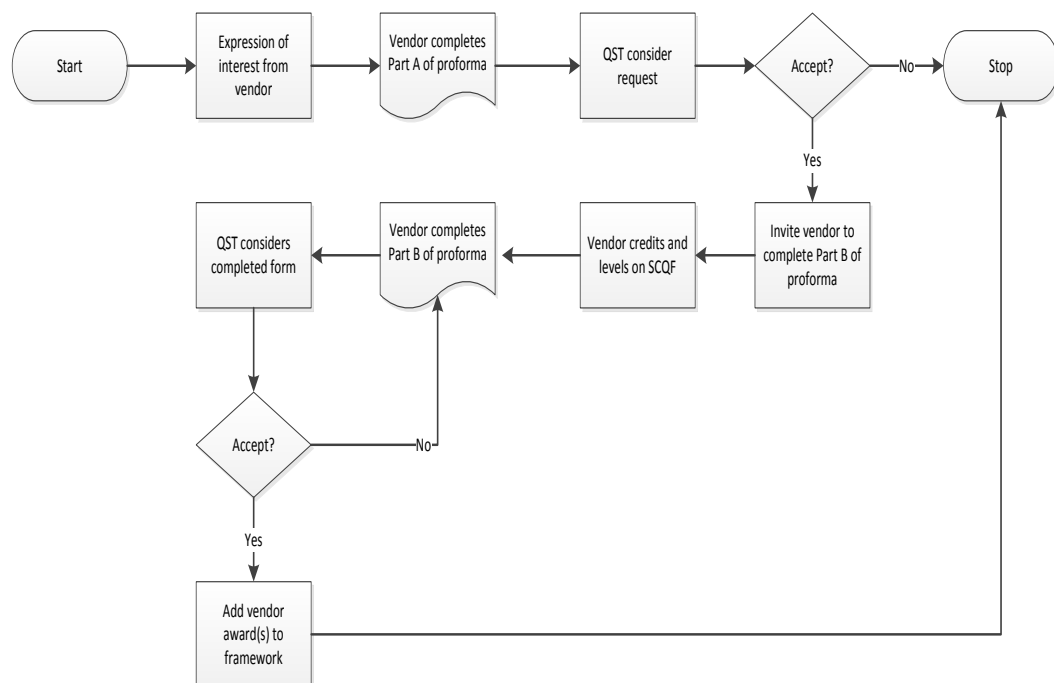 Start
Expression of
interest from
vendor
Vendor completes
Part A of proforma
QST consider
request
Accept?
No
Stop
Yes
Invite vendor to
complete Part B of
proforma
Vendor credits and
levels on SCQF
Vendor completes
Part B of proforma
QST considers
completed form
Accept?
No
Yes
Add vendor
award(s) to
framework